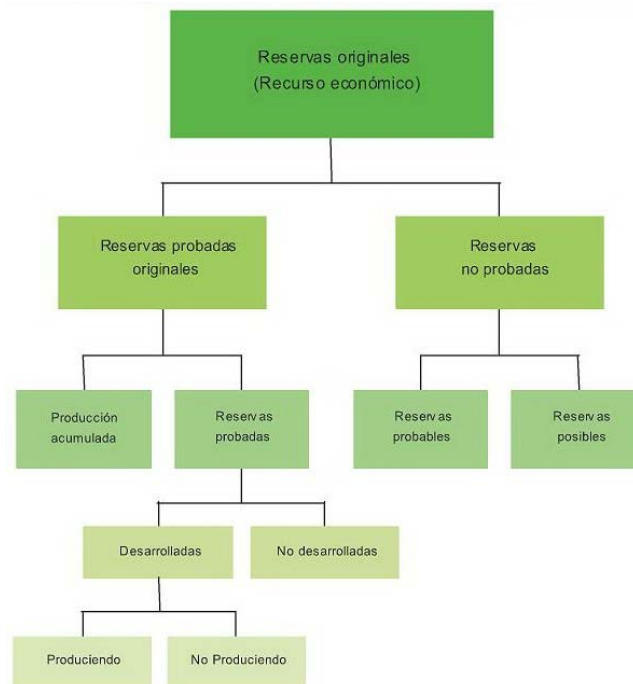 Reservas originales
(Recurso económico)
Reservas probadas
originales
Reservas
no probadas
Producción
acumulada
Reservas
probadas
Reservas
probables
Reservas
posibles
Desarrolladas
No desarrolladas
Produciendo
No Produciendo